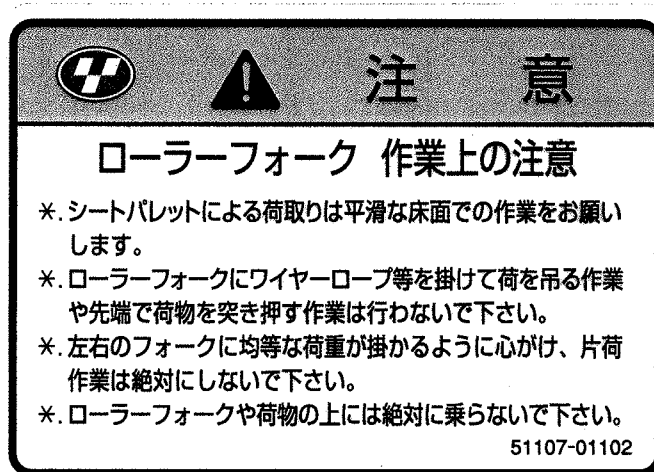 注 意
ローラーフォーク 作業上の注意
＊. シートパレットによる荷取りは平滑な床面での作業をお願い
します。
＊. ローラーフォークにワイヤーロープ等を掛けて荷を吊る作業
や先端で荷物を突き押す作業は行わないで下さい。
＊. 左右のフォークに均等な荷重が掛かるように心がけ、片荷
作業は絶対にしないで下さい。
＊. ローラーフォークや荷物の上には絶対に乗らないで下さい。
51107-01102